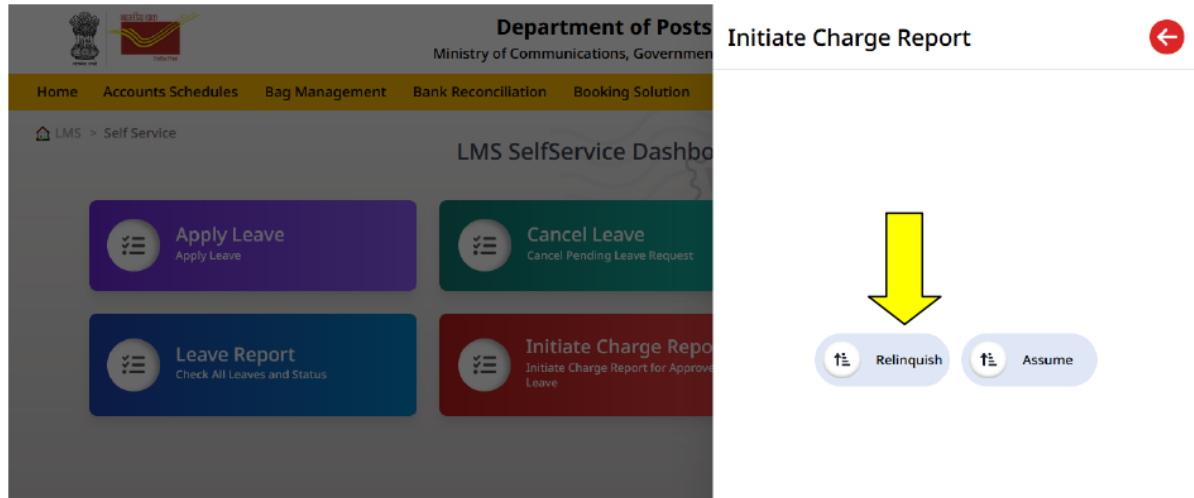 Department of Posts
Ministry of Communications, Governmen
Initiate Charge Report
Home Accounts Schedules Bag Management Bank Reconciliation Booking Solution
LMS > Self Service
LMS SelfService Dashbo
Apply Leave
Apply Leave
Cancel Leave
Cancel Pending Leave Request
Leave Report
Check All Leaves and Status
Initiate Charge Repo
Initiate Charge Report for Approve
Leave
Relinquish
Assume